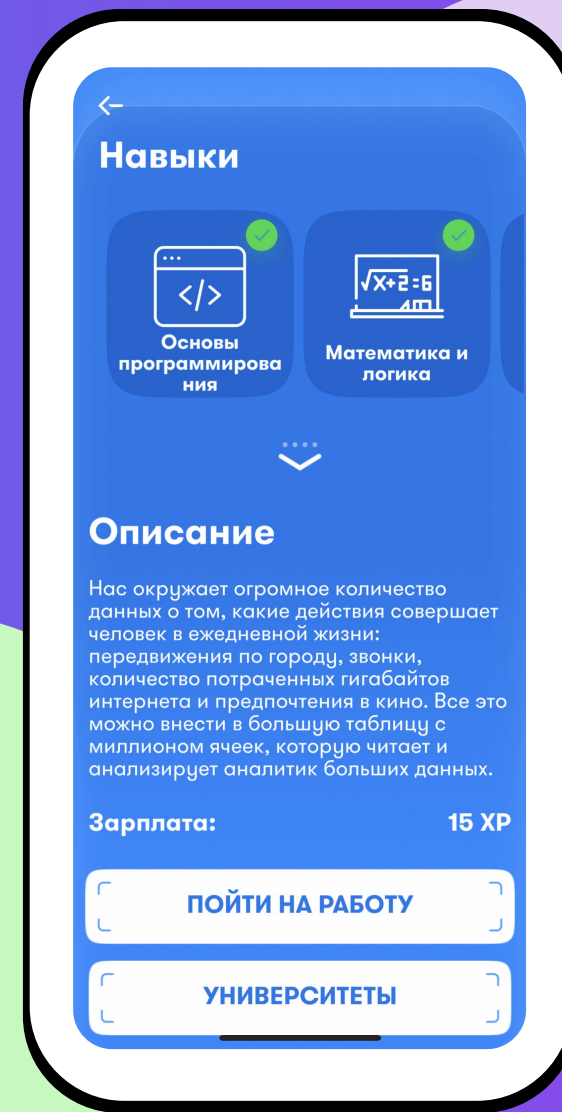 Навыки
</>
Основы
программирова
ния
√x+2=6
Математика и
логика
Описание
Нас окружает огромное количество
данных о том, какие действия совершает
человек в ежедневной жизни:
передвижения по городу, звонки,
количество потраченных гигабайтов
интернета и предпочтения в кино. Все это
можно внести в большую таблицу с
миллионом ячеек, которую читает и
анализирует аналитик больших данных.
Зарплата: 15 XP
ПОЙТИ НА РАБОТУ
УНИВЕРСИТЕТЫ